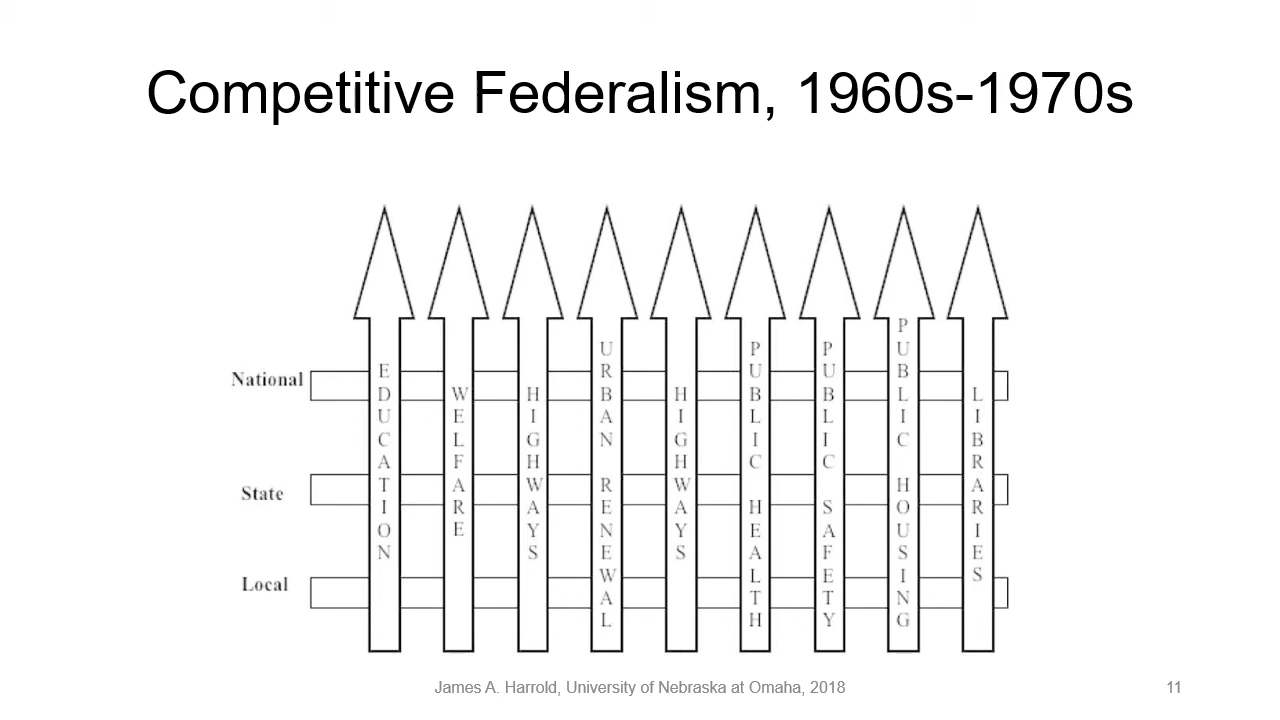 Competitive Federalism, 1960s-1970s
National
State
Local
EDUCATION
WELFARE
HIGHWAYS
URBAN RENEWAL
HIGHWAYS
PUBLIC HEALTH
PUBLIC SAFETY
PUBLIC HOUSING
LIBRARIES
James A. Harrold, University of Nebraska at Omaha, 2018
11